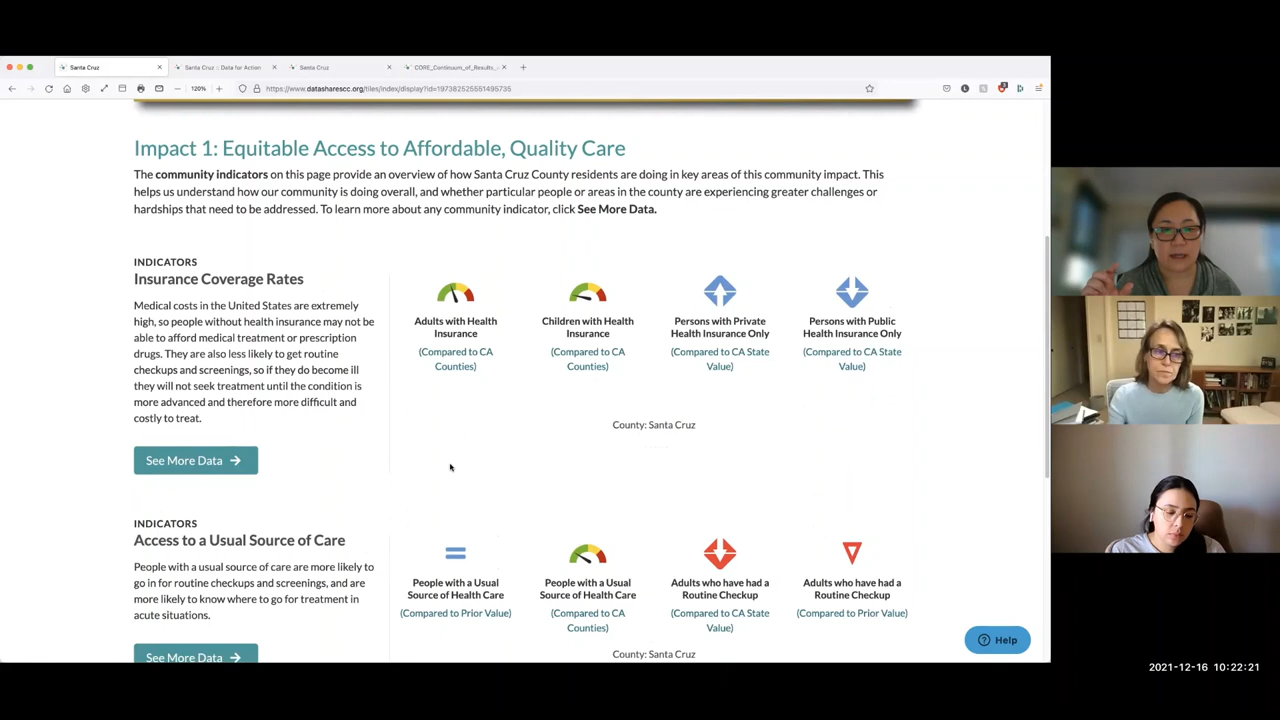 Santa Cruz
Santa Cruz :: Data for Action
Santa Cruz
CORE_Continuum_of_Results_
120%
https://www.datasharescc.org/tiles/index/display?id=197382525551495735
Impact 1: Equitable Access to Affordable, Quality Care
The community indicators on this page provide an overview of how Santa Cruz County residents are doing in key areas of this community impact. This
helps us understand how our community is doing overall, and whether particular people or areas in the county are experiencing greater challenges or
hardships that need to be addressed. To learn more about any community indicator, click See More Data.
INDICATORS
Insurance Coverage Rates
Medical costs in the United States are extremely
high, so people without health insurance may not be
able to afford medical treatment or prescription
drugs. They are also less likely to get routine
checkups and screenings, so if they do become ill
they will not seek treatment until the condition is
more advanced and therefore more difficult and
costly to treat.
See More Data
Adults with Health
Insurance
(Compared to CA
Counties)
Children with Health
Insurance
(Compared to CA
Counties)
Persons with Private
Health Insurance Only
(Compared to CA State
Value)
Persons with Public
Health Insurance Only
(Compared to CA State
Value)
County: Santa Cruz
INDICATORS
Access to a Usual Source of Care
People with a usual source of care are more likely to
go in for routine checkups and screenings, and are
more likely to know where to go for treatment in
acute situations.
See More Data
People with a Usual
Source of Health Care
(Compared to Prior Value)
People with a Usual
Source of Health Care
(Compared to CA
Counties)
Adults who have had a
Routine Checkup
(Compared to CA State
Value)
Adults who have had a
Routine Checkup
(Compared to Prior Value)
County: Santa Cruz
Help
2021-12-16 10:22:21